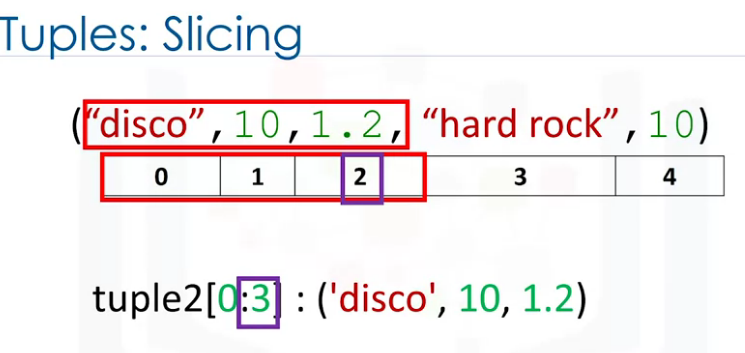 Tuples: Slicing
(“disco”, 10, 1.2, “hard rock”, 10)
0 1 2 3 4
tuple2[0:3] : ('disco', 10, 1.2)